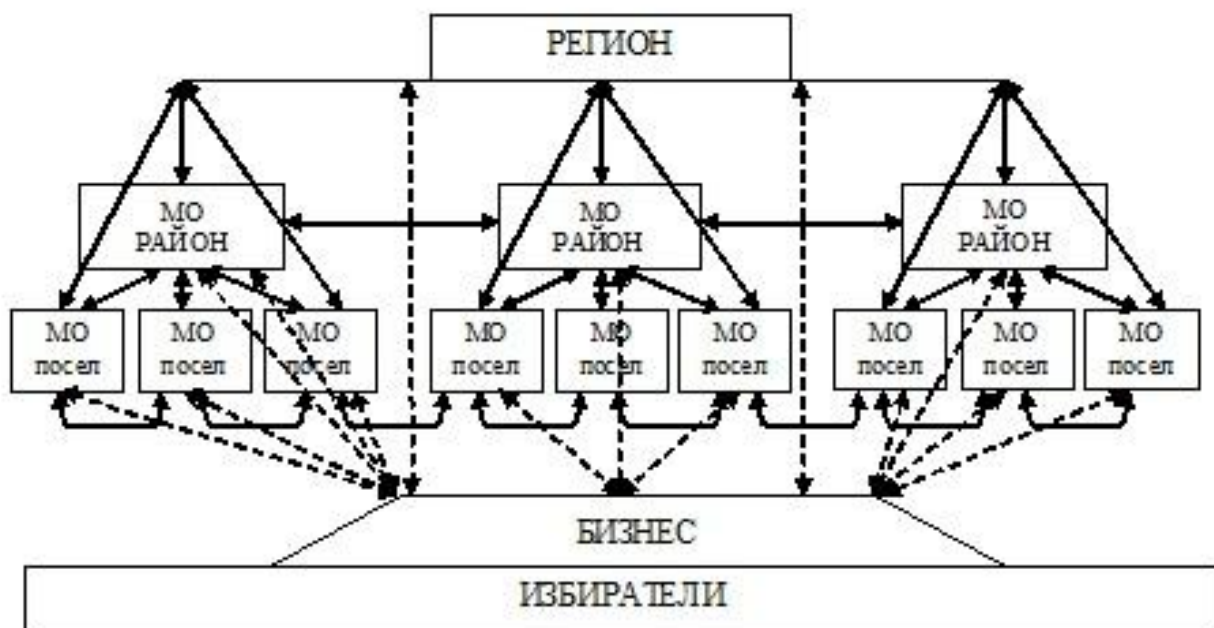 РЕГИОН
МО
РАЙОН
МО
РАЙОН
МО
РАЙОН
МО
посел
МО
посел
МО
посел
МО
посел
МО
посел
МО
посел
МО
посел
МО
посел
МО
посел
БИЗНЕС
ИЗБИРАТЕЛИ